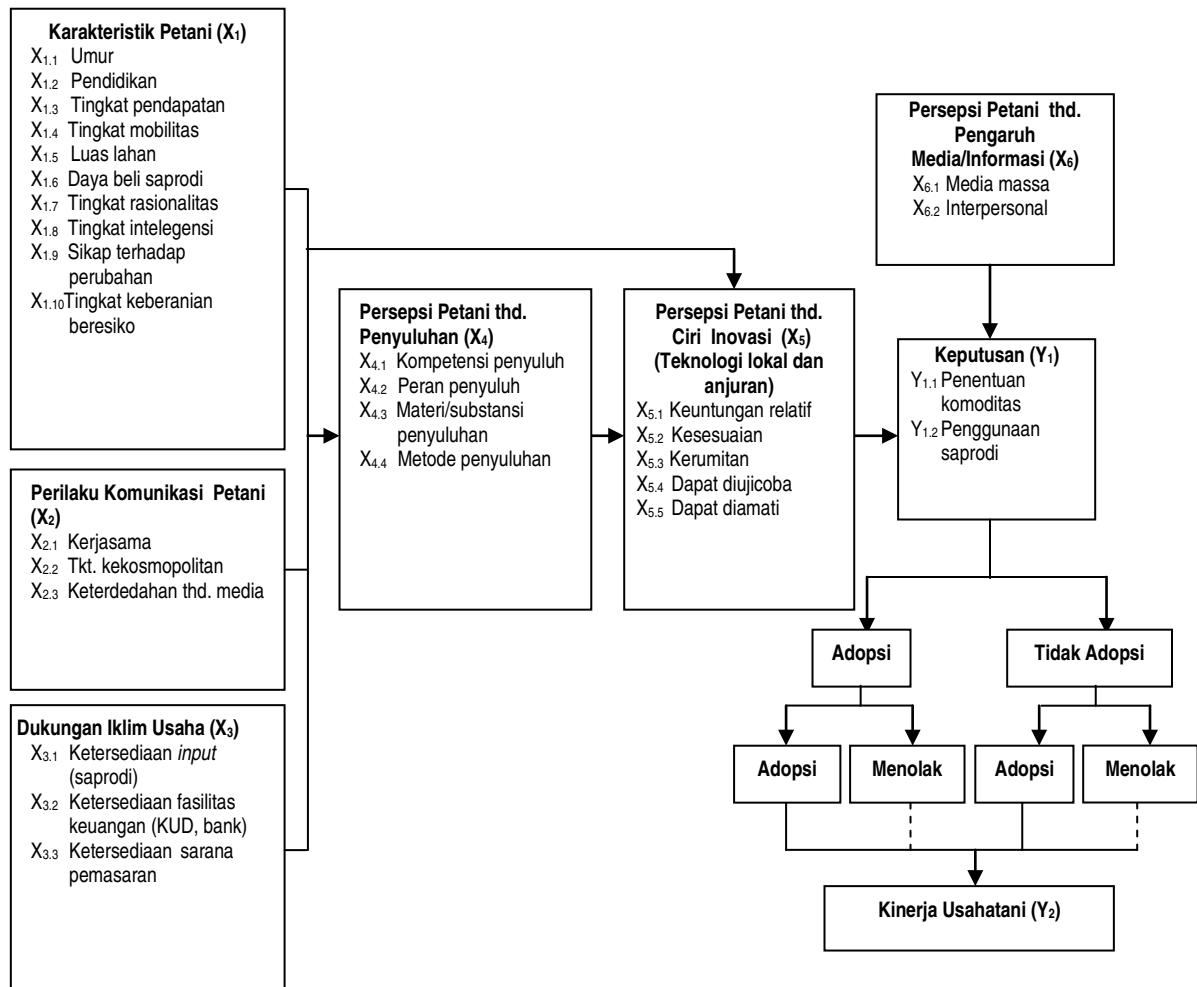 Karakteristik Petani (X1)
X1.1 Umur
X1.2 Pendidikan
X1.3 Tingkat pendapatan
X1.4 Tingkat mobilitas
X1.5 Luas lahan
X1.6 Daya beli saprodi
X1.7 Tingkat rasionalitas
X1.8 Tingkat intelegensi
X1.9 Sikap terhadap
perubahan
X1.10Tingkat keberanian
beresiko
Perilaku Komunikasi Petani
(X2)
X2.1 Kerjasama
X2.2 Tkt. kekosmopolitan
X2.3 Keterdedahan thd. media
Dukungan Iklim Usaha (X3)
X3.1 Ketersediaan input
(saprodi)
X3.2 Ketersediaan fasilitas
keuangan (KUD, bank)
X3.3 Ketersediaan sarana
pemasaran
Persepsi Petani thd.
Penyuluhan (X4)
X4.1 Kompetensi penyuluh
X4.2 Peran penyuluh
X4.3 Materi/substansi
penyuluhan
X4.4 Metode penyuluhan
Persepsi Petani thd.
Ciri Inovasi (X5)
(Teknologi lokal dan
anjuran)
X5.1 Keuntungan relatif
X5.2 Kesesuaian
X5.3 Kerumitan
X5.4 Dapat diujicoba
X5.5 Dapat diamati
Persepsi Petani thd.
Pengaruh
Media/Informasi (X6)
X6.1 Media massa
X6.2 Interpersonal
Keputusan (Y1)
Y1.1 Penentuan
komoditas
Y1.2 Penggunaan
saprodi
Adopsi
Tidak Adopsi
Adopsi
Menolak
Adopsi
Menolak
Kinerja Usahatani (Y2)